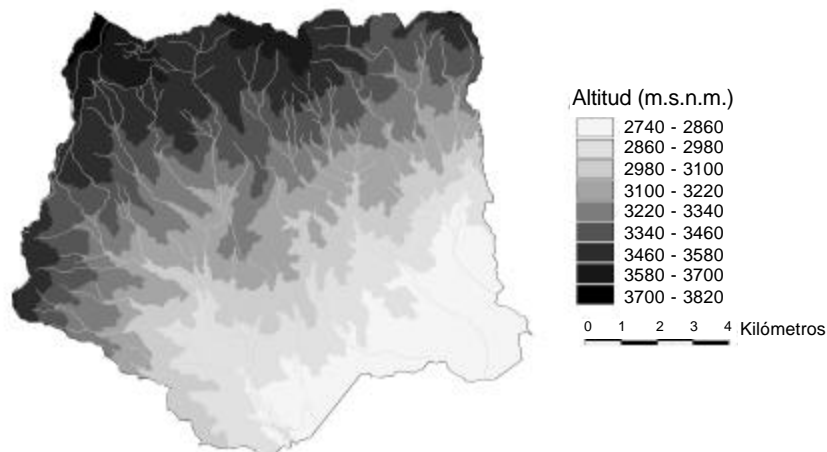 Altitud (m.s.n.m.)
2740 - 2860
2860 - 2980
2980 - 3100
3100 - 3220
3220 - 3340
3340 - 3460
3460 - 3580
3580 - 3700
3700 - 3820
0 1 2 3 4 Kilómetros